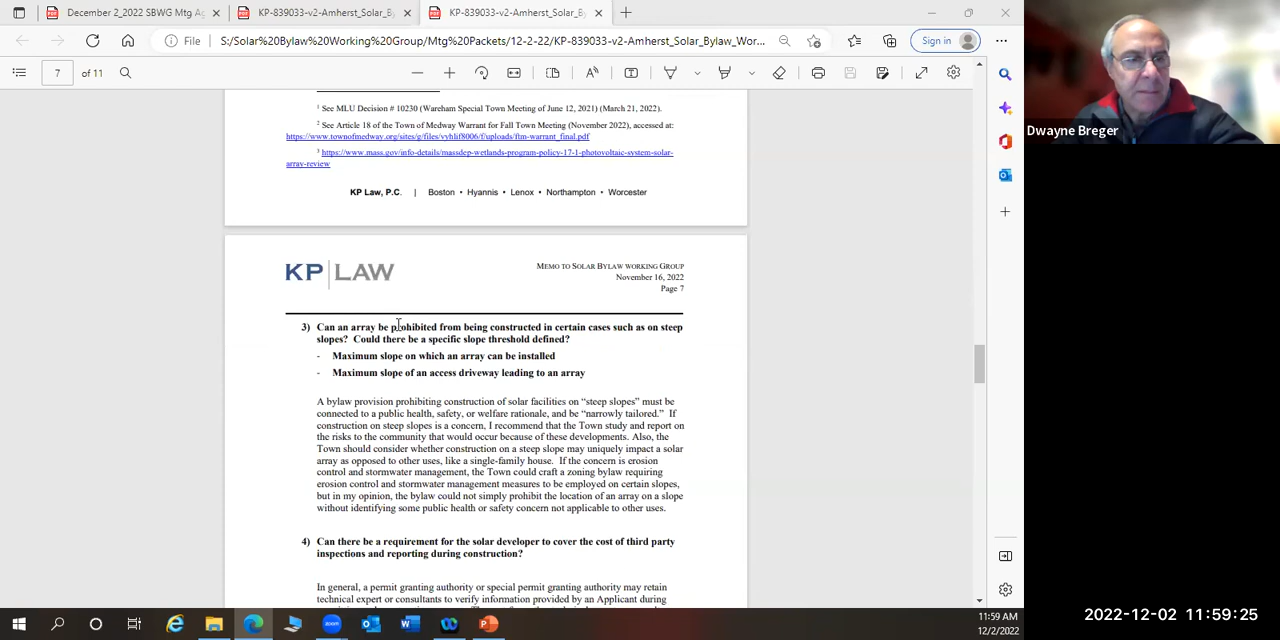 December 2_2022 SBWG Mtg Ag
KP-839033-v2-Amherst_Solar_By
KP-839033-v2-Amherst_Solar_By
File
S:/Solar%20Bylaw%20Working%20Group/Mtg%20Packets/12-2-22/KP-839033-v2-Amherst_Solar_Bylaw_Wor...
Sign in
7 of 11
1 See MLU Decision # 10230 (Wareham Special Town Meeting of June 12, 2021) (March 21, 2022).
2 See Article 18 of the Town of Medway Warrant for Fall Town Meeting (November 2022), accessed at:
https://www.townofmedway.org/sites/g/files/vyhlif8006/f/uploads/ftm-warrant_final.pdf
3 https://www.mass.gov/info-details/massdep-wetlands-program-policy-17-1-photovoltaic-system-solar-
array-review
KP Law, P.C. | Boston • Hyannis • Lenox • Northampton • Worcester
KP LAW
MEMO TO SOLAR BYLAW WORKING GROUP
November 16, 2022
Page 7
3) Can an array be prohibited from being constructed in certain cases such as on steep
slopes? Could there be a specific slope threshold defined?
- Maximum slope on which an array can be installed
- Maximum slope of an access driveway leading to an array
A bylaw provision prohibiting construction of solar facilities on "steep slopes" must be
connected to a public health, safety, or welfare rationale, and be "narrowly tailored." If
construction on steep slopes is a concern, I recommend that the Town study and report on
the risks to the community that would occur because of these developments. Also, the
Town should consider whether construction on a steep slope may uniquely impact a solar
array as opposed to other uses, like a single-family house. If the concern is erosion
control and stormwater management, the Town could craft a zoning bylaw requiring
erosion control and stormwater management measures to be employed on certain slopes,
but in my opinion, the bylaw could not simply prohibit the location of an array on a slope
without identifying some public health or safety concern not applicable to other uses.
4) Can there be a requirement for the solar developer to cover the cost of third party
inspections and reporting during construction?
In general, a permit granting authority or special permit granting authority may retain
technical expert or consultants to verify information provided by an Applicant during
Dwayne Breger
zoom
11:59 AM
12/2/2022
2022-12-02 11:59:25